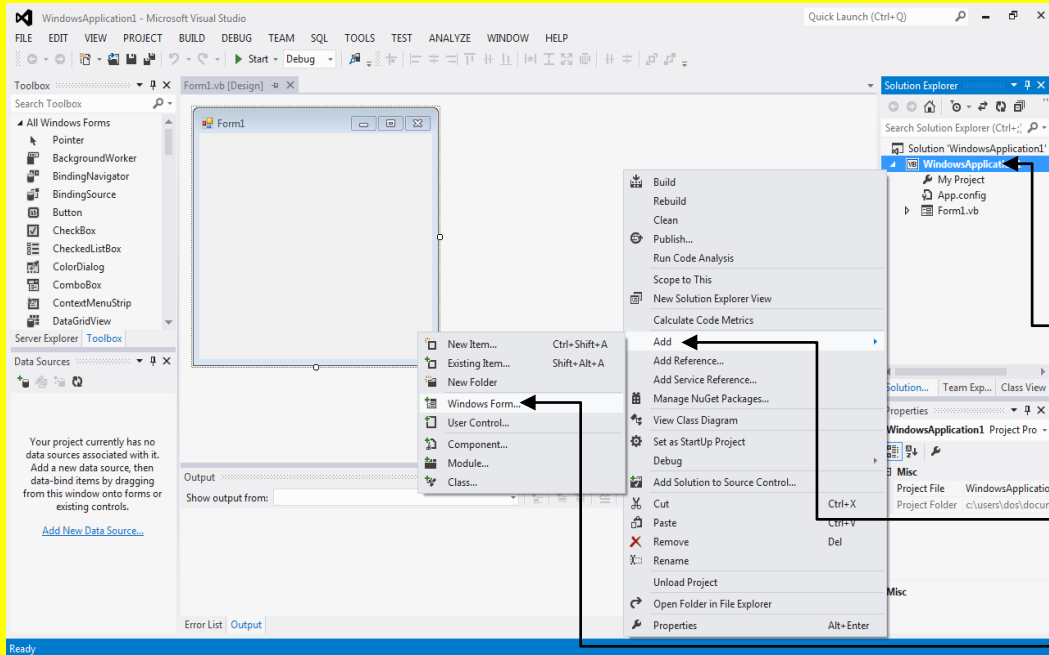 WindowsApplication1 - Microsoft Visual Studio
Quick Launch (Ctrl+Q)
FILE EDIT VIEW PROJECT BUILD DEBUG TEAM SQL TOOLS TEST ANALYZE WINDOW HELP
Start Debug
Toolbox
Search Toolbox
All Windows Forms
Pointer
BackgroundWorker
BindingNavigator
BindingSource
Button
CheckBox
CheckedListBox
ColorDialog
ComboBox
ContextMenuStrip
DataGridView
Server Explorer Toolbox
Data Sources
Your project currently has no
data sources associated with it.
Add a new data source, then
data-bind items by dragging
from this window onto forms or
existing controls.
Add New Data Source...
Form1.vb [Design]
Form1
Output
Show output from:
Error List Output
New Item... Ctrl+Shift+A
Existing Item... Shift+Alt+A
New Folder
Windows Form...
User Control...
Component...
Module...
Class...
Build
Rebuild
Clean
Publish...
Run Code Analysis
Scope to This
New Solution Explorer View
Calculate Code Metrics
Add
Add Reference...
Add Service Reference...
Manage NuGet Packages...
View Class Diagram
Set as StartUp Project
Debug
Add Solution to Source Control...
Cut Ctrl+X
Paste Ctrl+V
Remove Del
Rename
Unload Project
Open Folder in File Explorer
Properties Alt+Enter
Solution Explorer
Search Solution Explorer (Ctrl+;)
Solution 'WindowsApplication1'
WindowsApplicati
My Project
App.config
Form1.vb
Solution... Team Exp... Class View
Properties
WindowsApplication1 Project Pro
Misc
Project File WindowsApplicatio
Project Folder c:\users\dos\docur
Misc
Ready